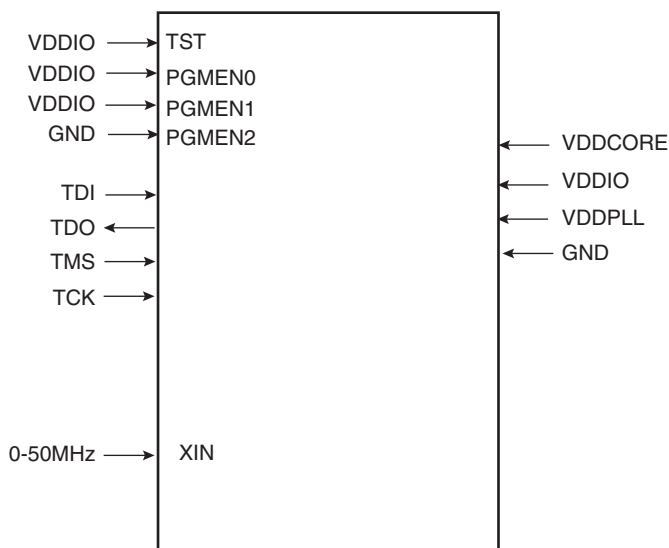 VDDIO TST
VDDIO PGMEN0
VDDIO PGMEN1
GND PGMEN2
VDDCORE
VDDIO
TDI
VDDPLL
TDO
GND
TMS
TCK
0-50MHz XIN